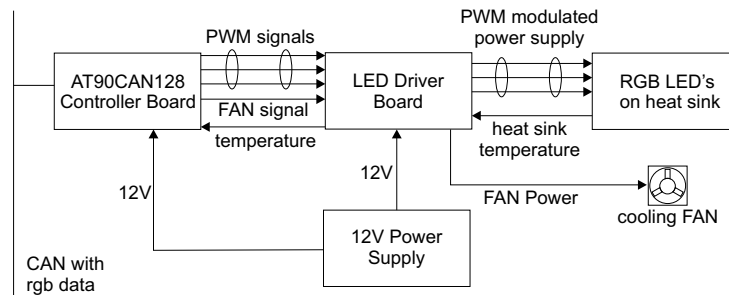 PWM signals
AT90CAN128
Controller Board
FAN signal
temperature
LED Driver
Board
PWM modulated
power supply
RGB LED's
on heat sink
heat sink
temperature
12V
12V
FAN Power
cooling FAN
12V Power
Supply
CAN with
rgb data